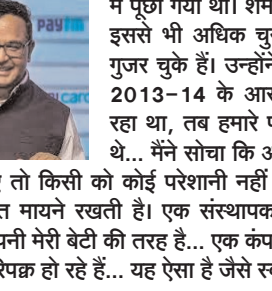 paytm
card
में पूछा गया था। शर्म
इससे भी अधिक चु
गुजर चुके हैं। उन्होंने
2013-14 के आस
रहा था, तब हमारे प
थे... मैंने सोचा कि अ
तो किसी को कोई परेशानी नहीं
त मायने रखती है। एक संस्थापक
पनी मेरी बेटी की तरह है... एक कंप
रिपक्व हो रहे हैं... यह ऐसा है जैसे स्